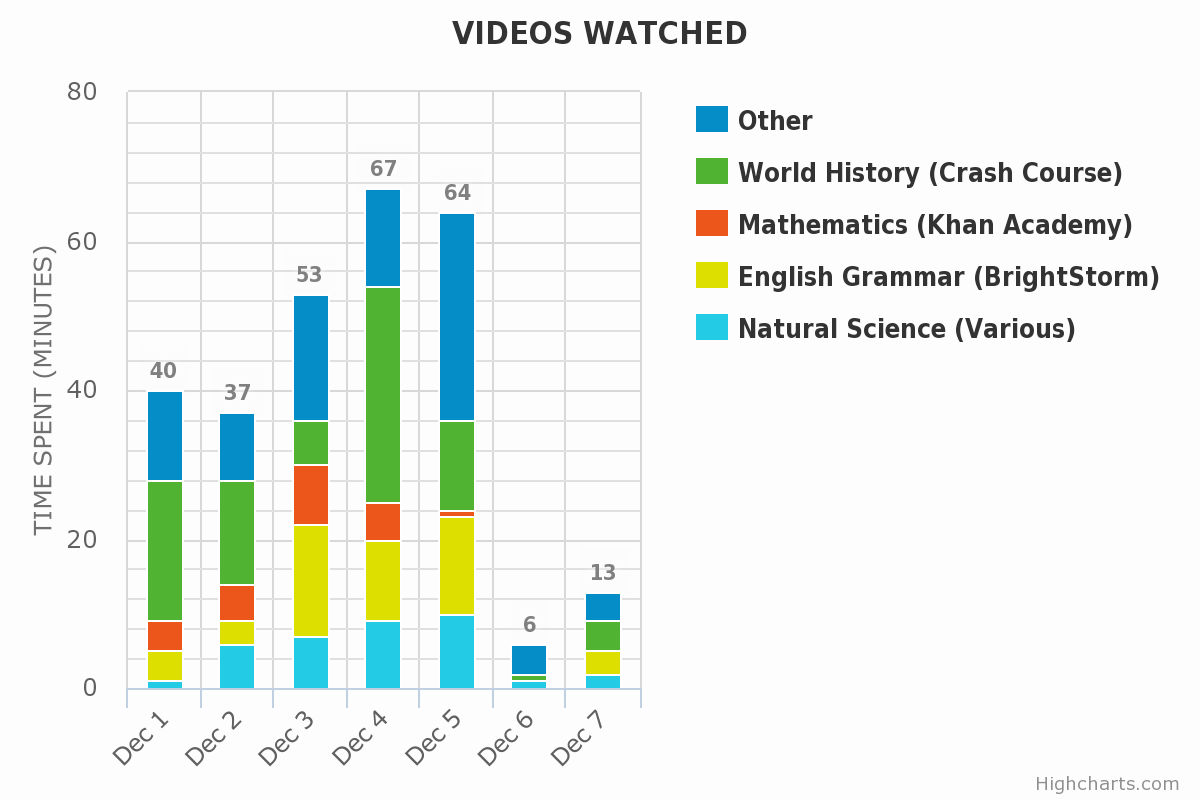 VIDEOS WATCHED
TIME SPENT (MINUTES)
80
60
40
20
0
40
37
53
67
64
6
13
Dec 1
Dec 2
Dec 3
Dec 4
Dec 5
Dec 6
Dec 7
Other
World History (Crash Course)
Mathematics (Khan Academy)
English Grammar (BrightStorm)
Natural Science (Various)
Highcharts.com